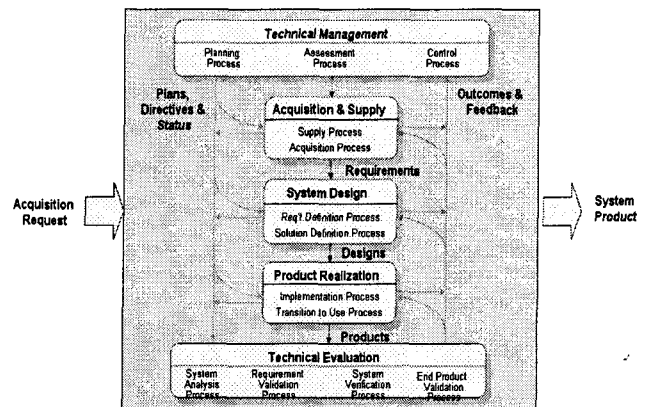 Technical Management
Planning Process
Assessment Process
Control Process
Plans, Directives & Status
Outcomes & Feedback
Acquisition & Supply
Supply Process
Acquisition Process
Requirements
Acquisition Request
System Design
Req't Definition Process
Solution Definition Process
System Product
Designs
Product Realization
Implementation Process
Transition to Use Process
Products
Technical Evaluation
System Analysis Process
Requirement Validation Process
System Verification Process
End Product Validation Process